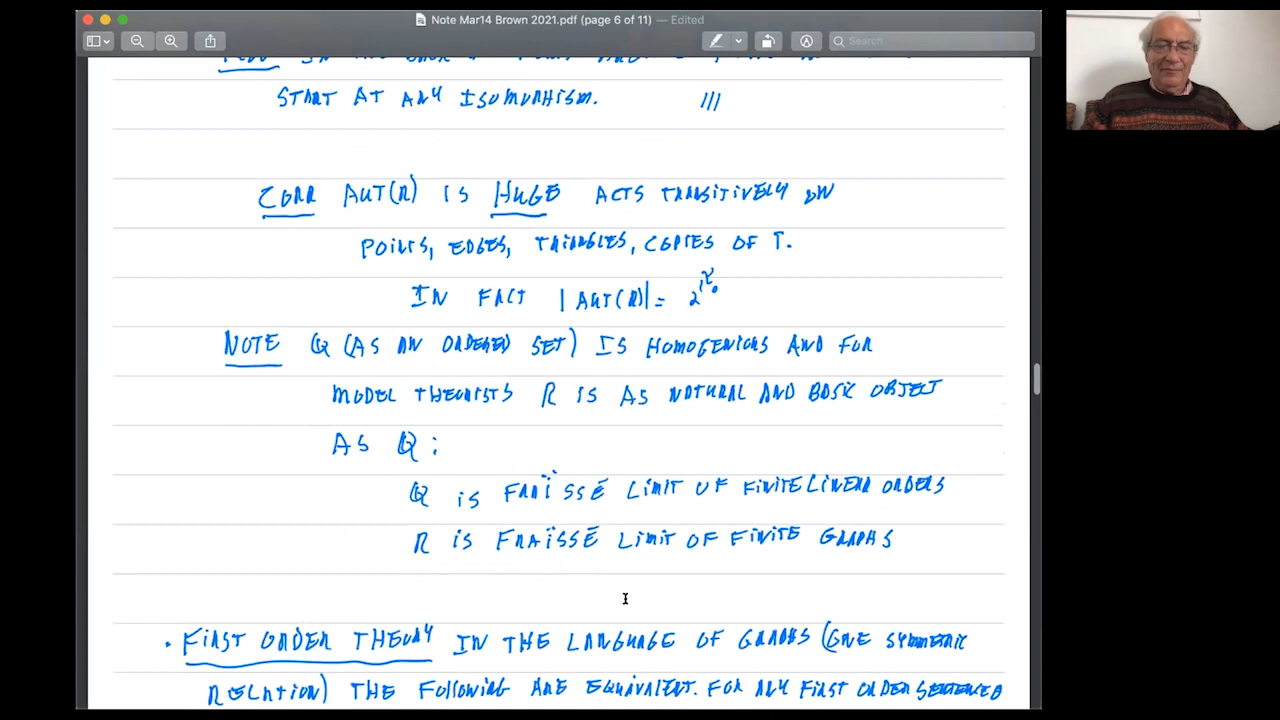 Note Mar14 Brown 2021.pdf (page 6 of 11) — Edited
Search
START AT ANY ISOMORHISM. ///
CORR AUT(R) IS HUGE ACTS TRANSITIVELY ON
POINTS, EDGES, TRIANGLES, COPIES OF T.
IN FACT |AUT(R)| = 2^ℵ₀
NOTE Q (AS AN ORDERED SET) IS HOMOGENIOUS AND FOR
MODEL THEORISTS R IS AS NATURAL AND BASIC OBJECT
AS Q:
Q IS FRAÏSSÉ LIMIT OF FINITE LINEAR ORDERS
R IS FRAÏSSÉ LIMIT OF FINITE GRAPHS
· FIRST ORDER THEORY IN THE LANGUAGE OF GRAPHS (ONE SYMMETRIC
RELATION) THE FOLLOWING ARE EQUIVALENT. FOR ANY FIRST ORDER SENTENCE